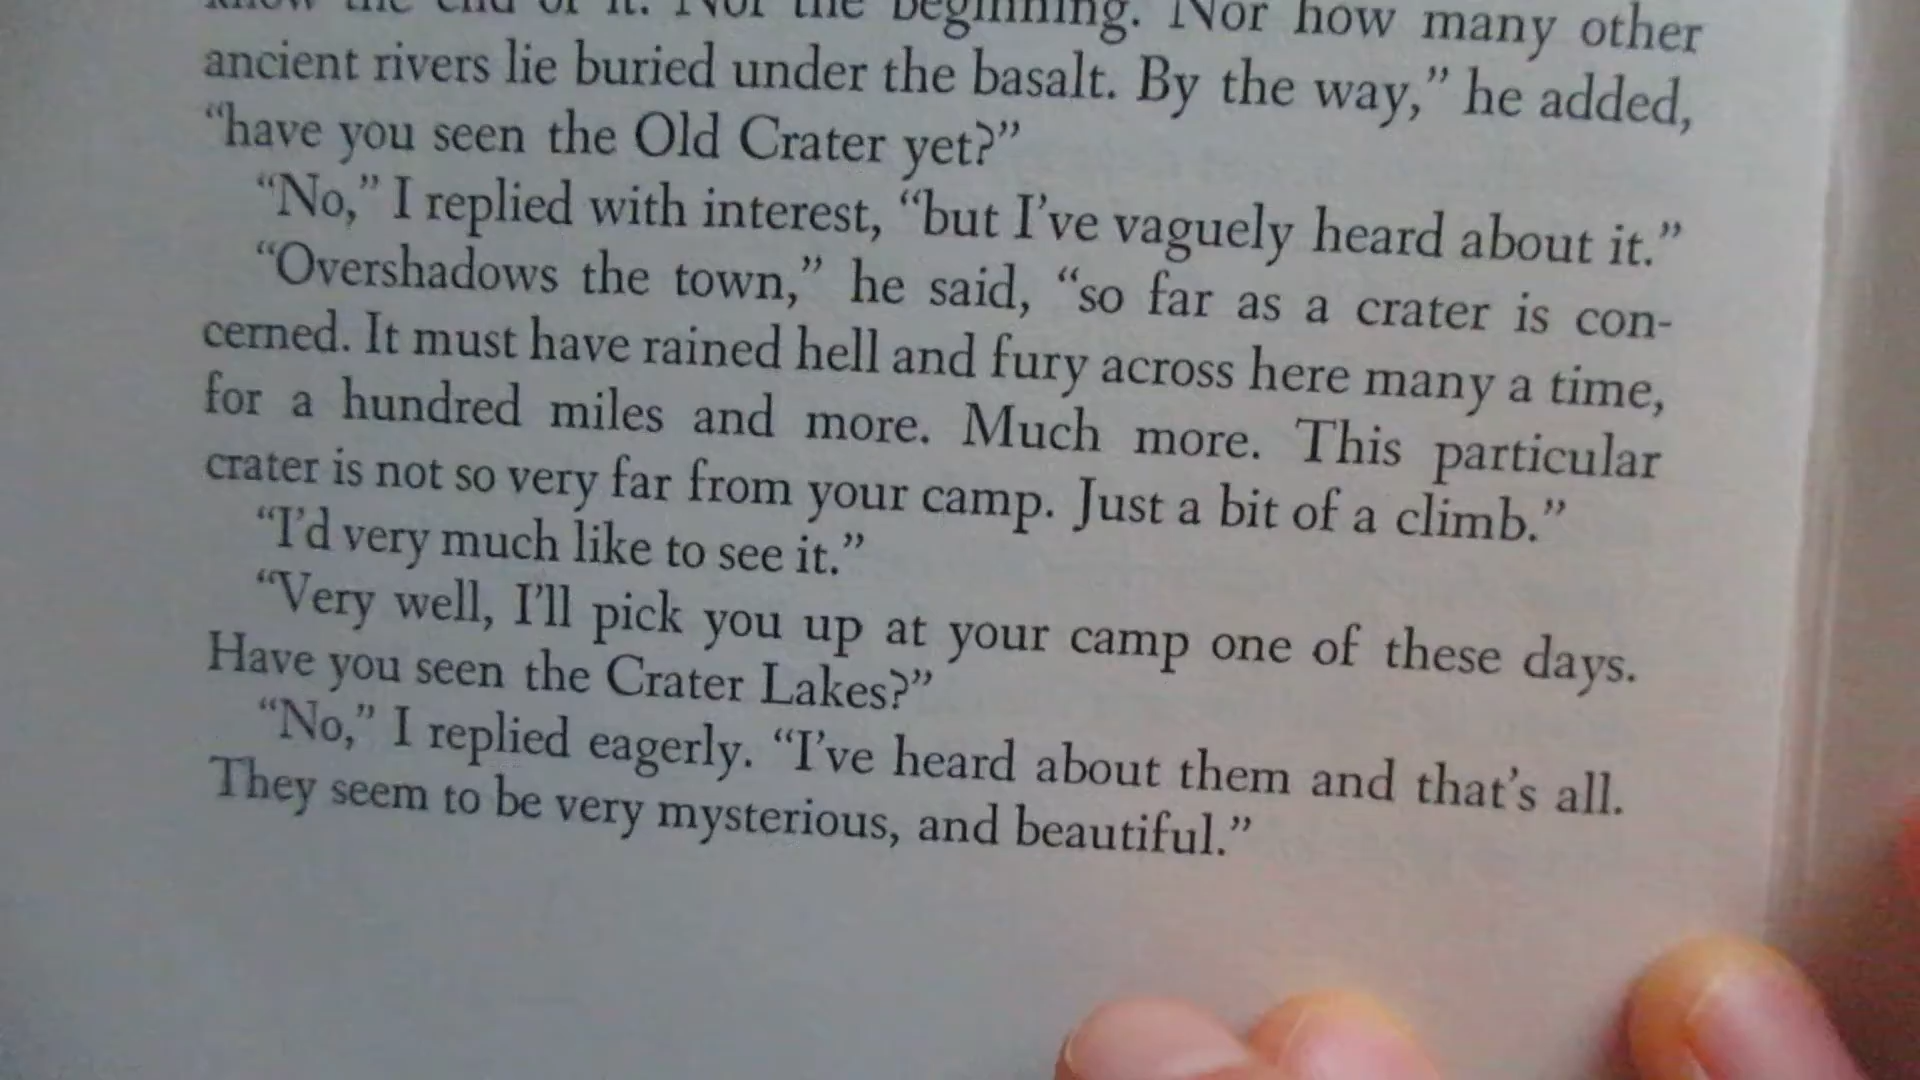 know the end of it. Nor the beginning. Nor how many other
ancient rivers lie buried under the basalt. By the way,” he added,
“have you seen the Old Crater yet?”
“No,” I replied with interest, “but I’ve vaguely heard about it.”
“Overshadows the town,” he said, “so far as a crater is con-
cerned. It must have rained hell and fury across here many a time,
for a hundred miles and more. Much more. This particular
crater is not so very far from your camp. Just a bit of a climb.”
“I’d very much like to see it.”
“Very well, I’ll pick you up at your camp one of these days.
Have you seen the Crater Lakes?”
“No,” I replied eagerly. “I’ve heard about them and that’s all.
They seem to be very mysterious, and beautiful.”